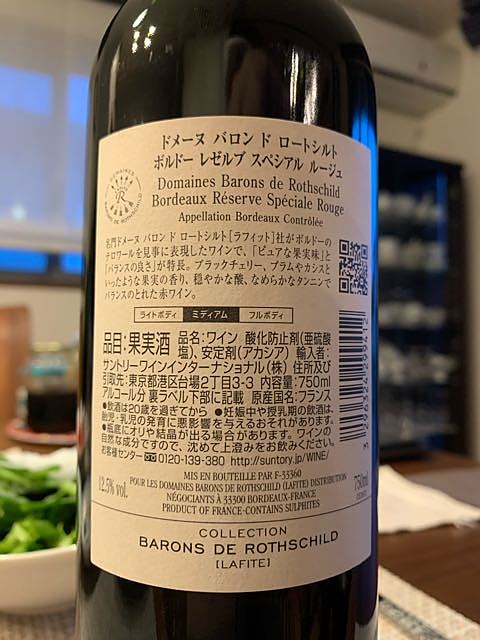 ドメーヌ バロン ド ロートシルト
ボルドー レゼルブ スペシアル ルージュ
Domaines Barons de Rothschild
Bordeaux Réserve Spéciale Rouge
Appellation Bordeaux Contrôlée
名門ドメーヌ バロン ド ロートシルト[ラフィット]社がボルドーの
テロワールを見事に表現したワインで、「ピュアな果実味」と
「バランスの良さ」が特長。ブラックチェリー、プラムやカシスと
いったような果実の香り、穏やかな酸、なめらかなタンニンで
バランスのとれた赤ワイン。
ライトボディ ミディアム フルボディ
品目:果実酒 品名:ワイン 酸化防止剤(亜硫酸
塩)、安定剤(アカシア) 輸入者:
サントリーワインインターナショナル(株) 住所及び
引取先:東京都港区台場2丁目3-3 内容量:750ml
アルコール分 裏ラベル下部に記載 原産国名:フランス
●飲酒は20歳を過ぎてから ●妊娠中や授乳期の飲酒は、
胎児・乳児の発育に悪影響を与えるおそれがあります。
●瓶底にオリや結晶が出る場合があります。ワインの
自然な成分ですので、沈めて上澄みをお飲みください。
お客様センター 0120-139-380 http://suntory.jp/WINE/
3 296324 299412
MIS EN BOUTEILLE PAR F-33360
POUR LES DOMAINES BARONS DE ROTHSCHILD (LAFITE) DISTRIBUTION
12.5% vol. NÉGOCIANTS À 33300 BORDEAUX-FRANCE 750ml
PRODUCT OF FRANCE-CONTAINS SULPHITES
COLLECTION
BARONS DE ROTHSCHILD
[LAFITE]